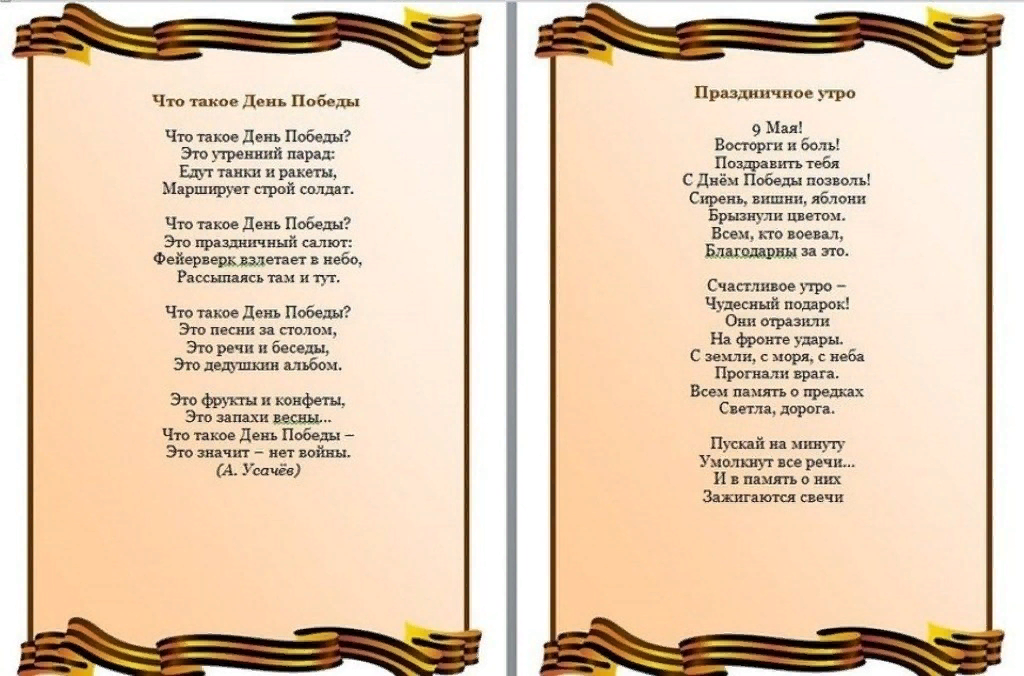 Что такое День Победы
Что такое День Победы?
Это утренний парад:
Едут танки и ракеты,
Марширует строй солдат.
Что такое День Победы?
Это праздничный салют:
Фейерверк взлетает в небо,
Рассыпаясь там и тут.
Что такое День Победы?
Это песни за столом,
Это речи и беседы,
Это дедушкин альбом.
Это фрукты и конфеты,
Это запахи весны...
Что такое День Победы –
Это значит – нет войны.
(А. Усачёв)
Праздничное утро
9 Мая!
Восторги и боль!
Поздравить тебя
С Днём Победы позволь!
Сирень, вишни, яблони
Брызнули цветом.
Всем, кто воевал,
Благодарны за это.
Счастливое утро –
Чудесный подарок!
Они отразили
На фронте удары.
С земли, с моря, с неба
Прогнали врага.
Всем память о предках
Светла, дорога.
Пускай на минуту
Умолкнут все речи...
И в память о них
Зажигаются свечи